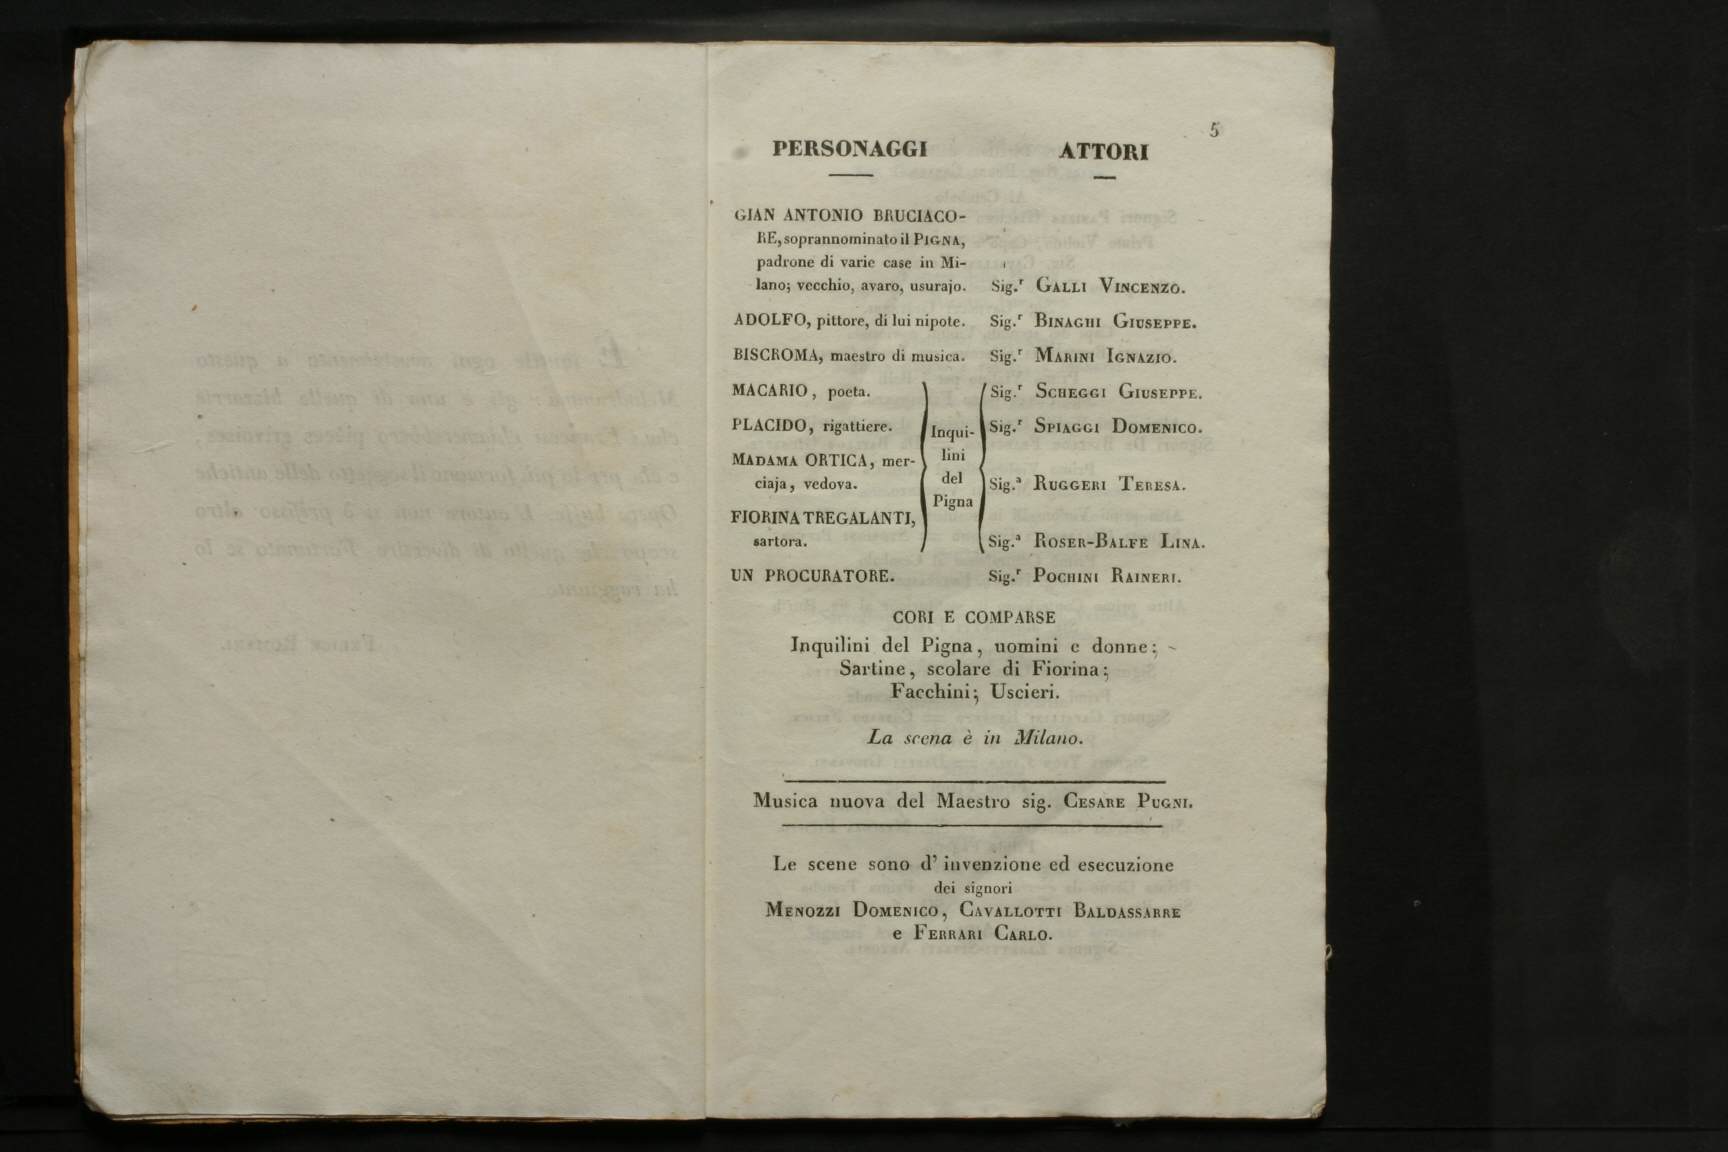 5
PERSONAGGI ATTORI
GIAN ANTONIO BRUCIACO-
RE, soprannominato il PIGNA,
padrone di varie case in Mi-
lano; vecchio, avaro, usurajo. Sig.r GALLI VINCENZO.
ADOLFO, pittore, di lui nipote. Sig.r BINAGHI GIUSEPPE.
BISCROMA, maestro di musica. Sig.r MARINI IGNAZIO.
MACARIO, poeta. Sig.r SCHEGGI GIUSEPPE.
PLACIDO, rigattiere. Sig.r SPIAGGI DOMENICO.
MADAMA ORTICA, mer-
ciaja, vedova. Sig.a RUGGERI TERESA.
FIORINA TREGALANTI,
sartora. Sig.a ROSER-BALFE LINA.
Inqui-
lini
del
Pigna
UN PROCURATORE. Sig.r POCHINI RAINERI.
CORI E COMPARSE
Inquilini del Pigna, uomini e donne;
Sartine, scolare di Fiorina;
Facchini; Uscieri.
La scena è in Milano.
Musica nuova del Maestro sig. CESARE PUGNI.
Le scene sono d' invenzione ed esecuzione
dei signori
MENOZZI DOMENICO, CAVALLOTTI BALDASSARRE
e FERRARI CARLO.